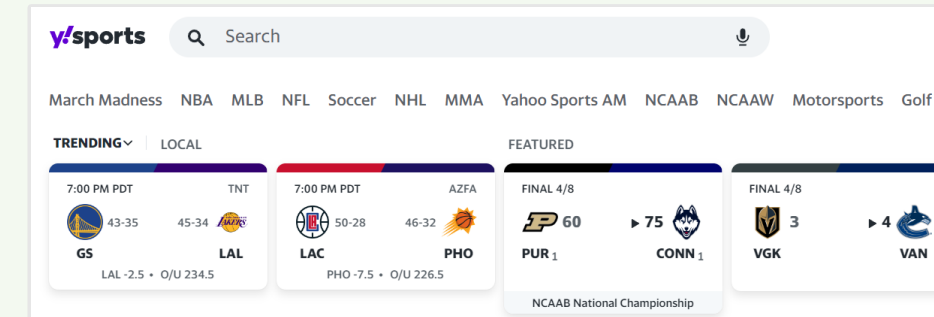 y!sports
Search
March Madness NBA MLB NFL Soccer NHL MMA Yahoo Sports AM NCAAB NCAAW Motorsports Golf
TRENDING LOCAL FEATURED
7:00 PM PDT TNT
43-35 45-34 LAKERS
GS LAL
LAL -2.5 • O/U 234.5
7:00 PM PDT AZFA
50-28 46-32
LAC PHO
PHO -7.5 • O/U 226.5
FINAL 4/8
P 60 75
PUR 1 CONN 1
NCAAB National Championship
FINAL 4/8
3 4
VGK VAN